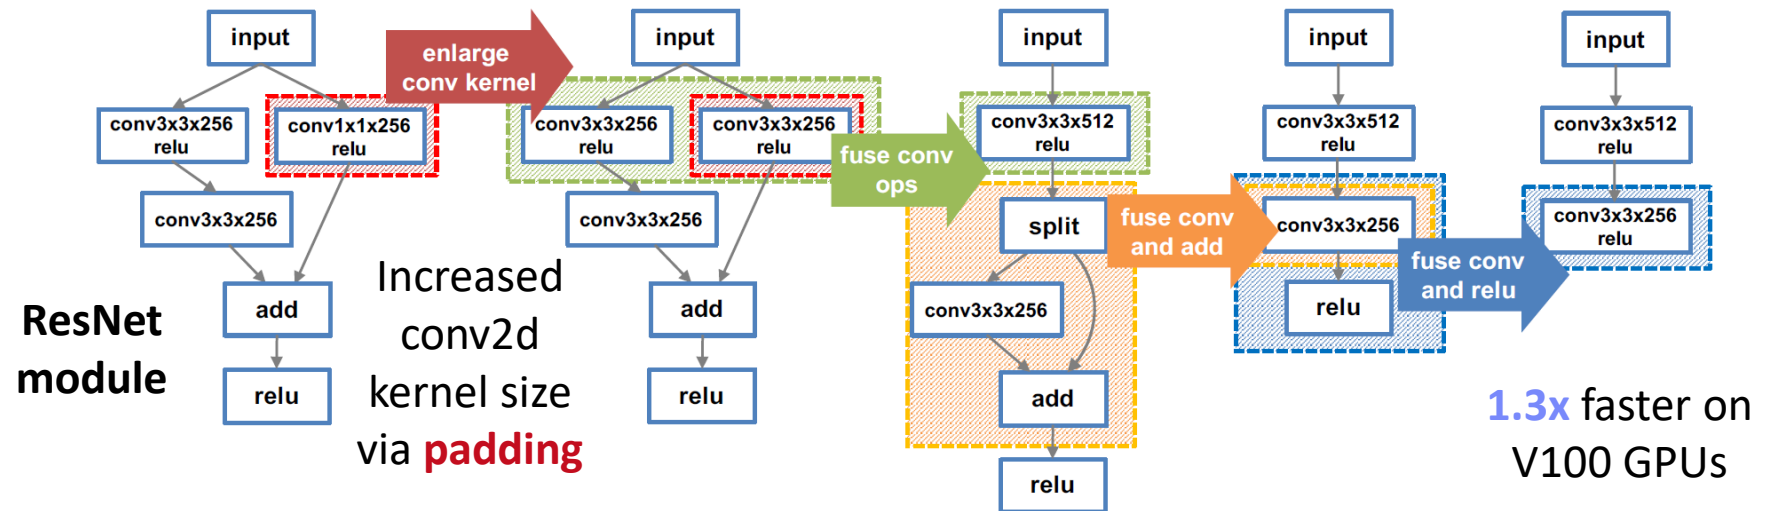 input
conv3x3x256
relu
conv1x1x256
relu
conv3x3x256
add
relu
ResNet
module
enlarge
conv kernel
Increased
conv2d
kernel size
via padding
input
conv3x3x256
relu
conv3x3x256
relu
conv3x3x256
add
relu
fuse conv
ops
input
conv3x3x512
relu
split
conv3x3x256
add
relu
fuse conv
and add
input
conv3x3x512
relu
conv3x3x256
relu
fuse conv
and relu
input
conv3x3x512
relu
conv3x3x256
relu
1.3x faster on
V100 GPUs